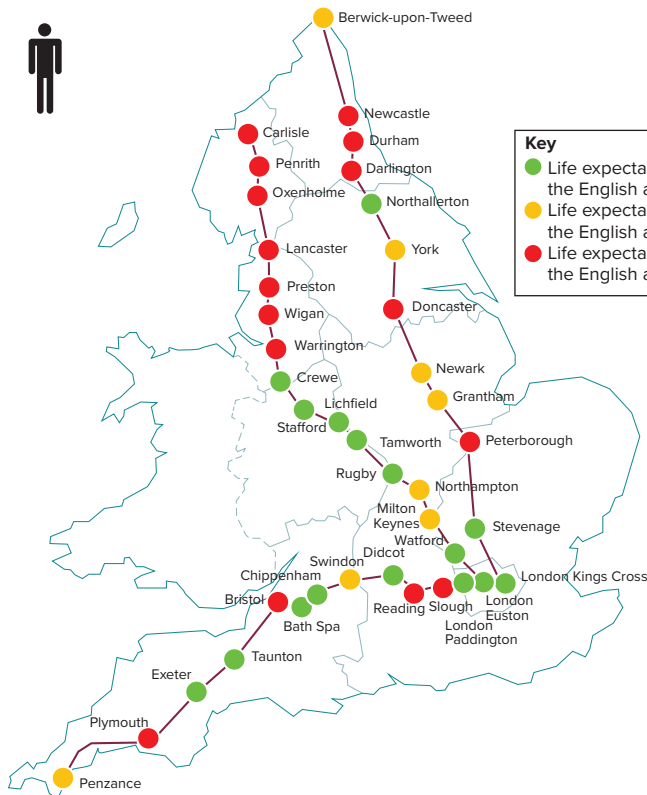 Berwick-upon-Tweed
Newcastle
Carlisle
Durham
Penrith
Darlington
Oxenholme
Northallerton
Key
Life
the English
Life
the English
Life
the English
Lancaster
York
Preston
Doncaster
Wigan
Warrington
Newark
Crewe
Grantham
Lichfield
Stafford
Tamworth
Peterborough
Rugby
Northampton
Milton
Keynes
Stevenage
Watford
Didcot
Swindon
Chippenham
London Kings Cross
Bristol
Reading
Slough
London
Euston
Bath Spa
London
Paddington
Taunton
Exeter
Plymouth
Penzance